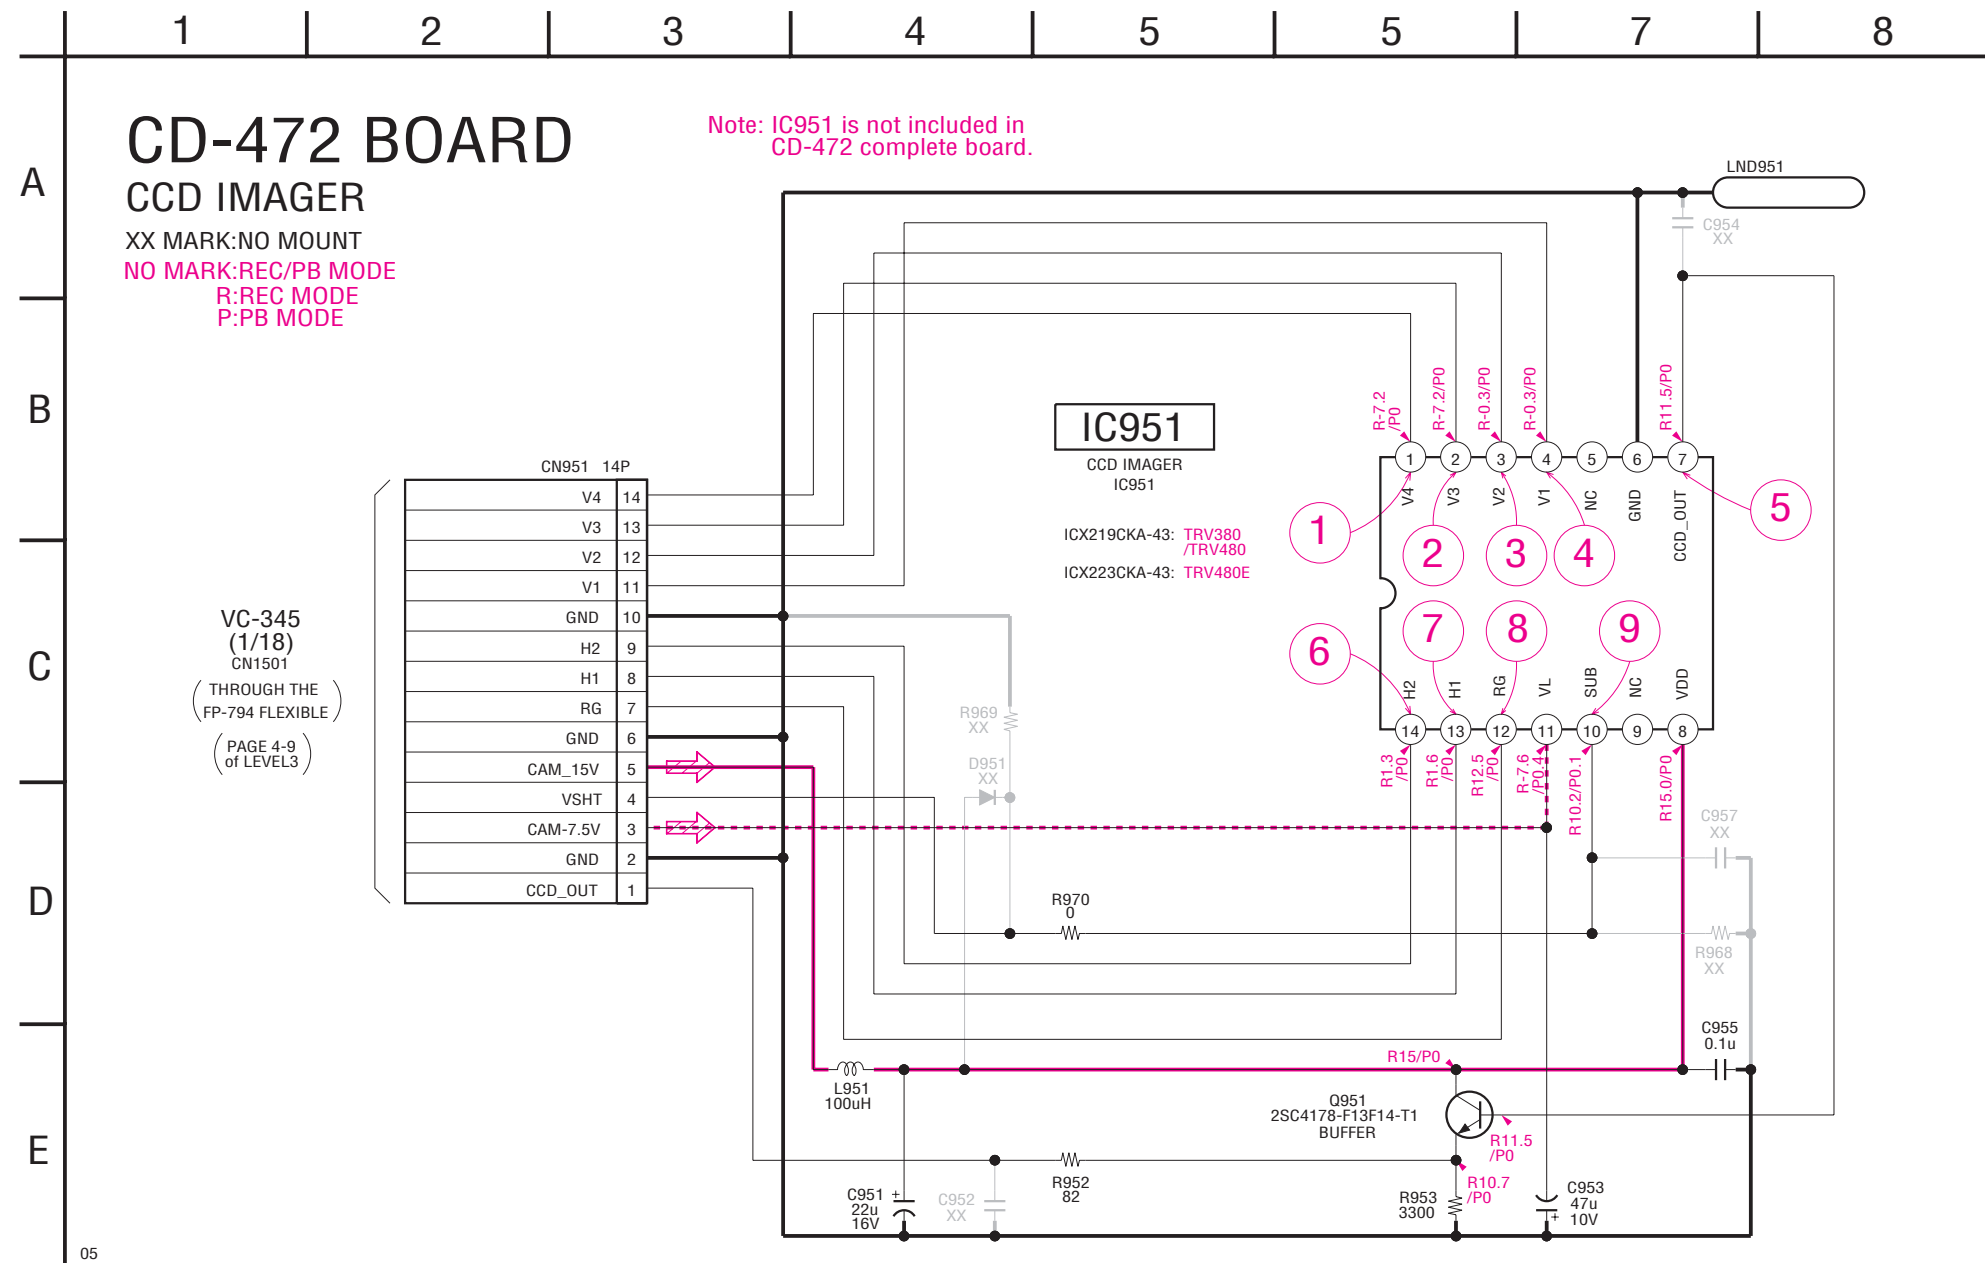 1 2 3 4 5 5 7 8
A
B
C
D
E
CD-472 BOARD
CCD IMAGER
XX MARK:NO MOUNT
NO MARK:REC/PB MODE
R:REC MODE
P:PB MODE
Note: IC951 is not included in
CD-472 complete board.
LND951
C954
XX
IC951
CCD IMAGER
IC951
ICX219CKA-43: TRV380
/TRV480
ICX223CKA-43: TRV480E
CN951 14P
V4 14
V3 13
V2 12
V1 11
GND 10
H2 9
H1 8
RG 7
GND 6
CAM_15V 5
VSHT 4
CAM-7.5V 3
GND 2
CCD_OUT 1
VC-345
(1/18)
CN1501
(THROUGH THE
FP-794 FLEXIBLE)
(PAGE 4-9
of LEVEL3)
R-7.2
/P0
R-7.2/P0
R-0.3/P0
R-0.3/P0
R11.5/P0
1 2 3 4 5 6 7
V4 V3 V2 V1 NC GND CCD_OUT
1 2 3 4 5
6 7 8 9
H2 H1 RG VL SUB NC VDD
14 13 12 11 10 9 8
R1.3
/P0
R1.6
/P0
R12.5
/P0
R-7.6
/P0.4
R10.2/P0.1
R15.0/P0
R969
XX
D951
XX
C957
XX
R970
0
R968
XX
C955
0.1u
L951
100uH
R15/P0
Q951
2SC4178-F13F14-T1
BUFFER
R11.5
/P0
R10.7
/P0
C951 +
22u
16V
C952
XX
R952
82
R953
3300
C953
47u
+ 10V
05